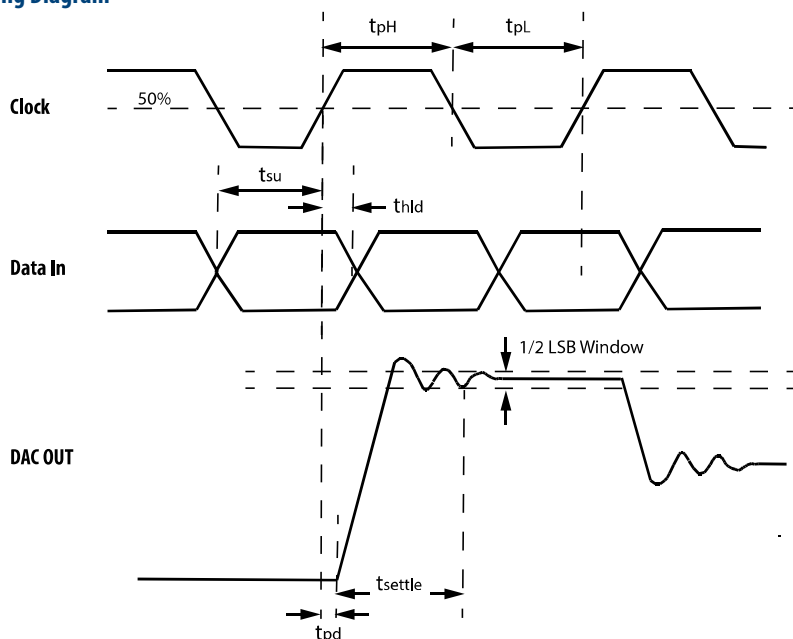 ng Diagram
tpH
tpL
Clock
50%
tsu
thld
Data In
1/2 LSB Window
DAC OUT
tsettle
tpd